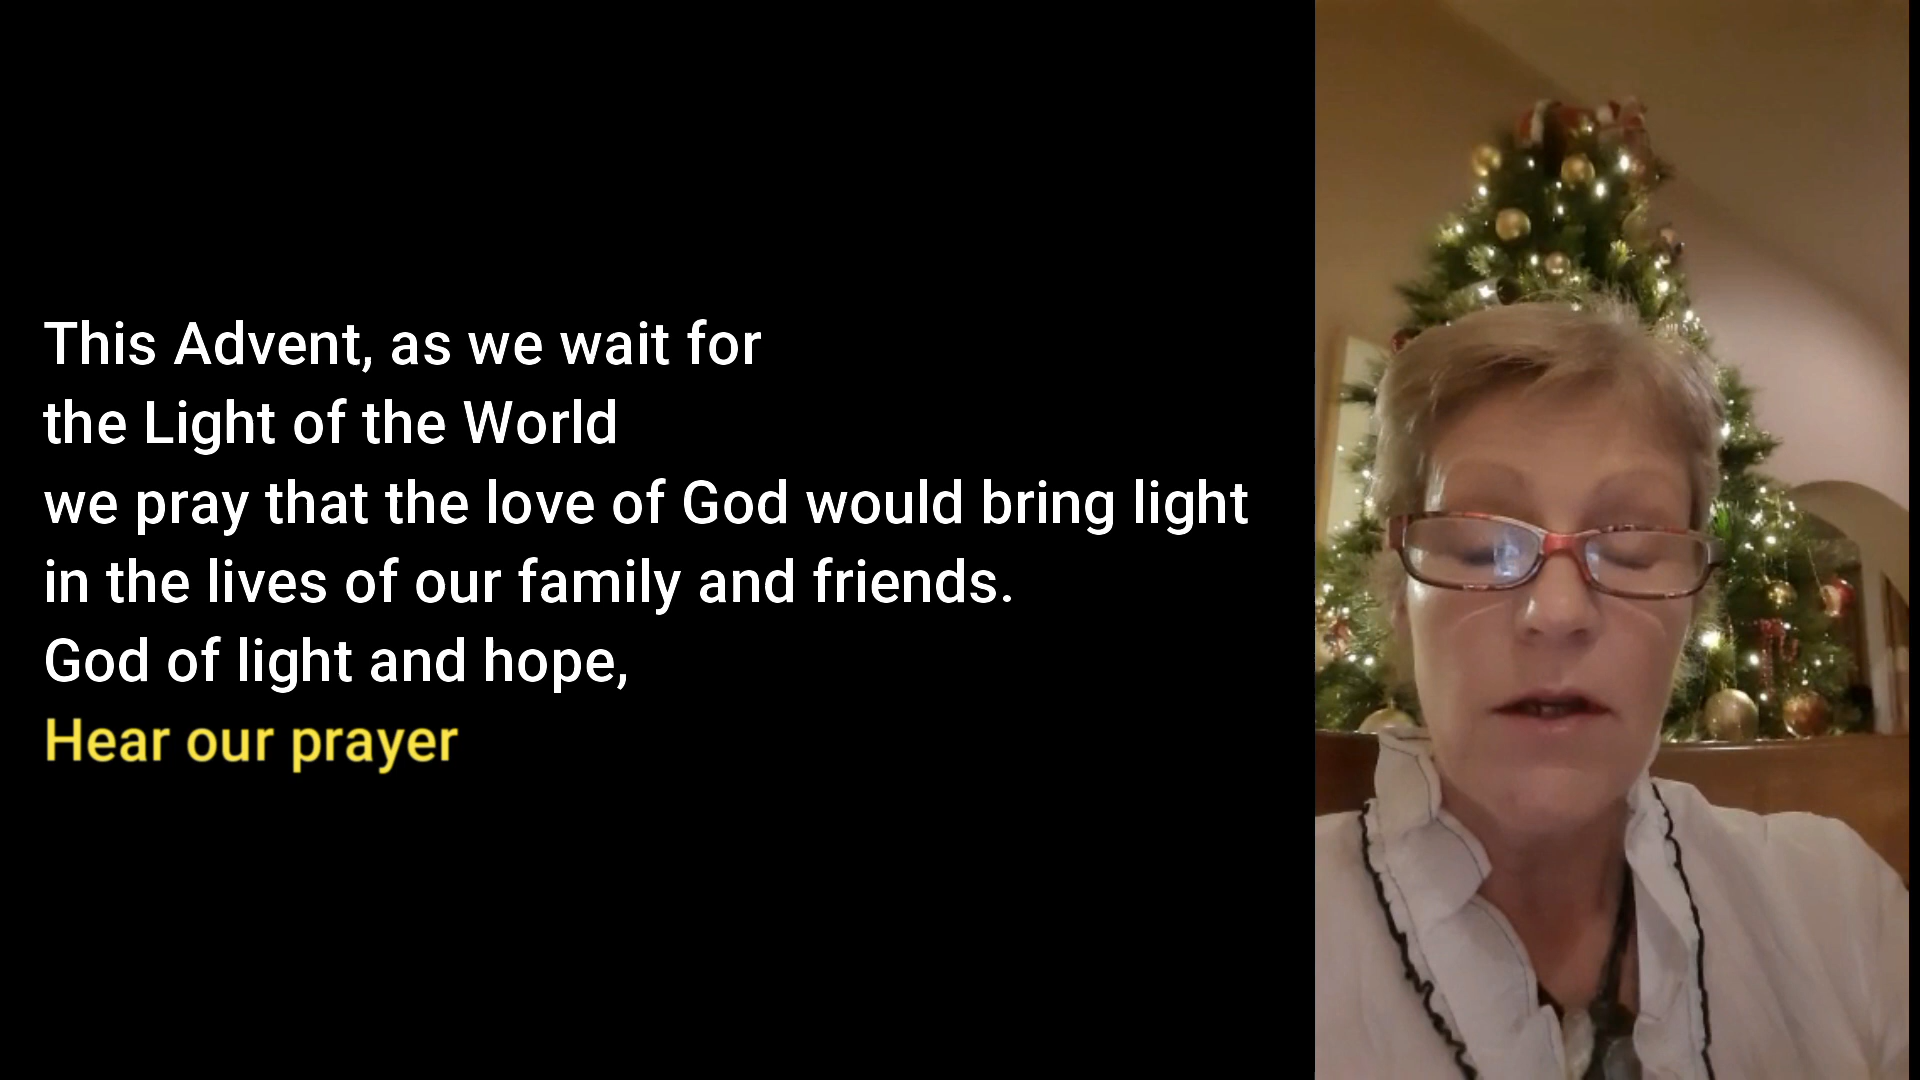 This Advent, as we wait for
the Light of the World
we pray that the love of God would bring light
in the lives of our family and friends.
God of light and hope,
Hear our prayer